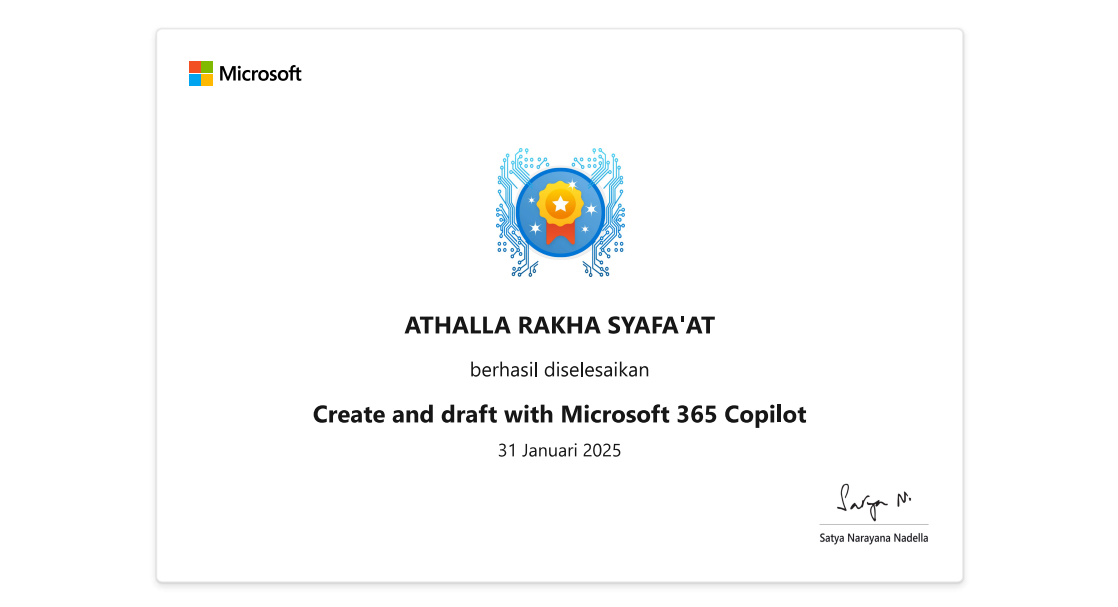 Microsoft
ATHALLA RAKHA SYAFA'AT
berhasil diselesaikan
Create and draft with Microsoft 365 Copilot
31 Januari 2025
Satya N.
Satya Narayana Nadella